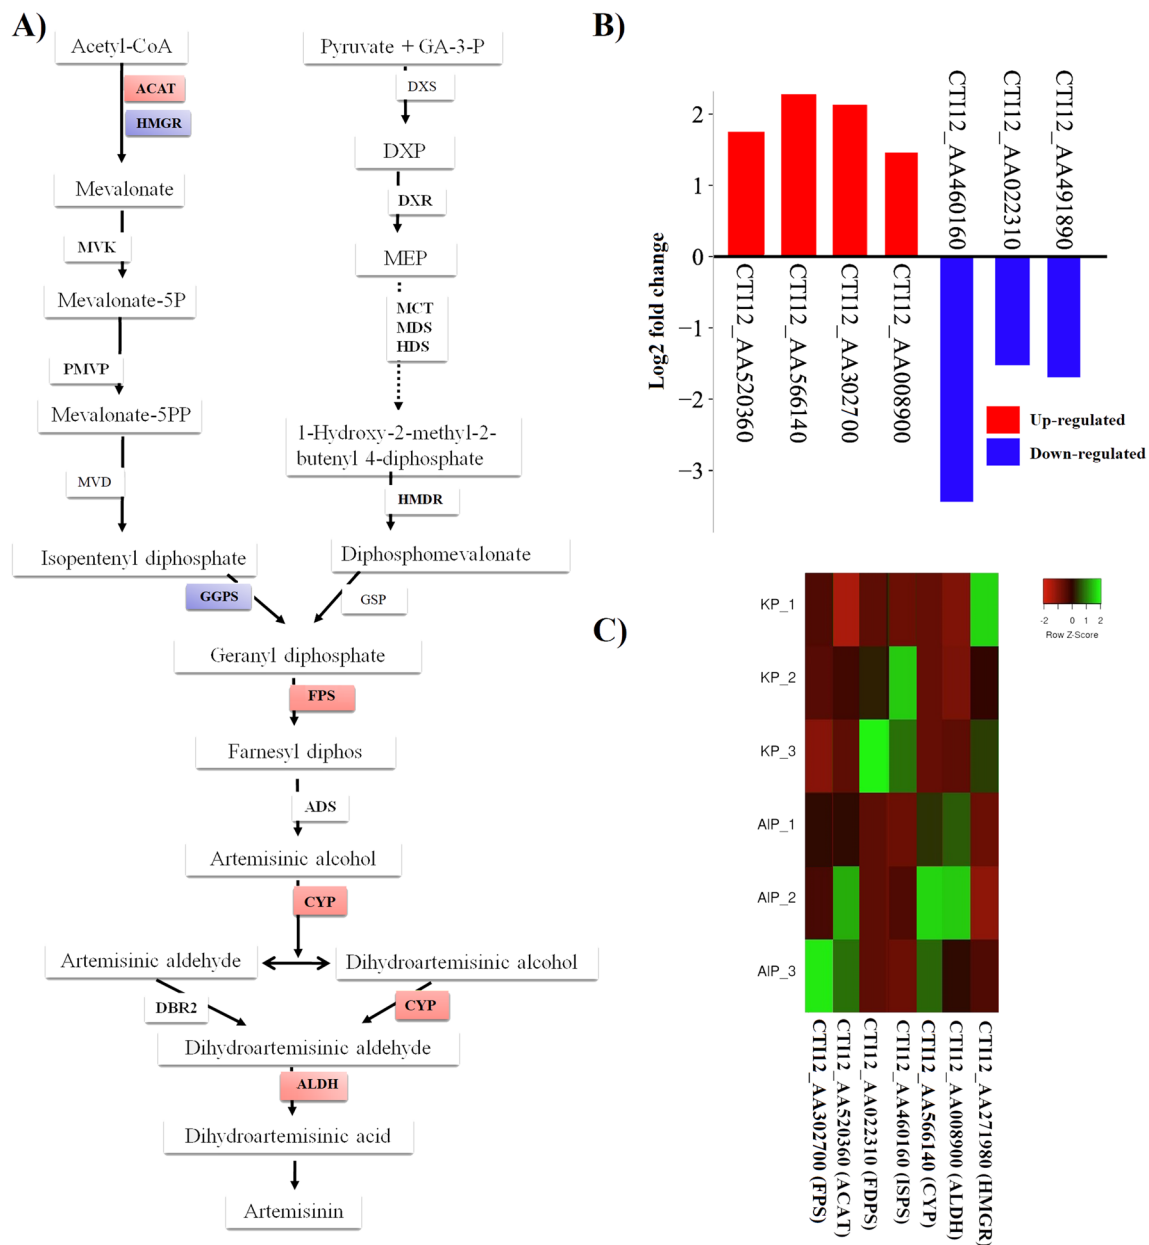 A)
Acetyl-CoA
ACAT
HMGR
Mevalonate
MVK
Mevalonate-5P
PMVP
Mevalonate-5PP
MVD
Isopentenyl diphosphate
GGPS
Pyruvate + GA-3-P
DXS
DXP
DXR
MEP
MCT
MDS
HDS
1-Hydroxy-2-methyl-2-
butenyl 4-diphosphate
HMDR
Diphosphomevalonate
GSP
Geranyl diphosphate
FPS
Farnesyl diphos
ADS
Artemisinic alcohol
CYP
Artemisinic aldehyde
Dihydroartemisinic alcohol
DBR2
CYP
Dihydroartemisinic aldehyde
ALDH
Dihydroartemisinic acid
Artemisinin
B)
Log2 fold change
2
1
0
−1
−2
−3
CTI12_AA520360
CTI12_AA566140
CTI12_AA302700
CTI12_AA008900
CTI12_AA460160
CTI12_AA022310
CTI12_AA491890
Up-regulated
Down-regulated
C)
KP_1
KP_2
KP_3
AIP_1
AIP_2
AIP_3
-2 0 1 2
Row Z-Score
CTI12_AA302700 (FPS)
CTI12_AA520360 (ACAT)
CTI12_AA022310 (FDPS)
CTI12_AA460160 (ISPS)
CTI12_AA566140 (CYP)
CTI12_AA008900 (ALDH)
CTI12_AA271980 (HMGR)